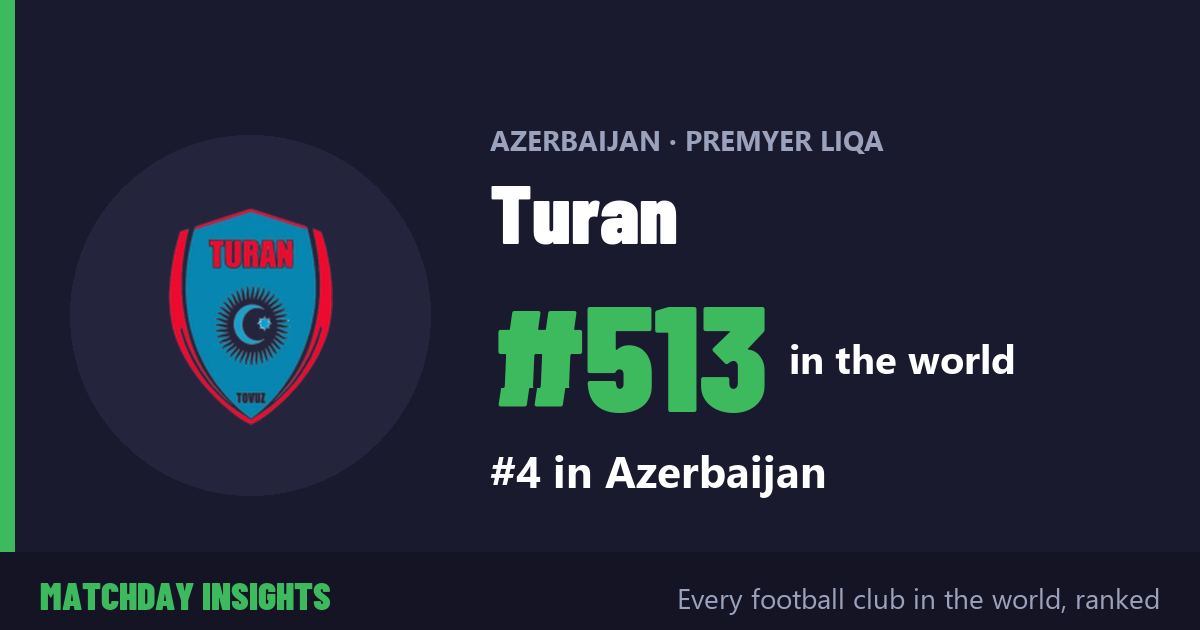 AZERBAIJAN · PREMYER LIQA
Turan
TURAN
TOVUZ
#513 in the world
#4 in Azerbaijan
MATCHDAY INSIGHTS
Every football club in the world, ranked